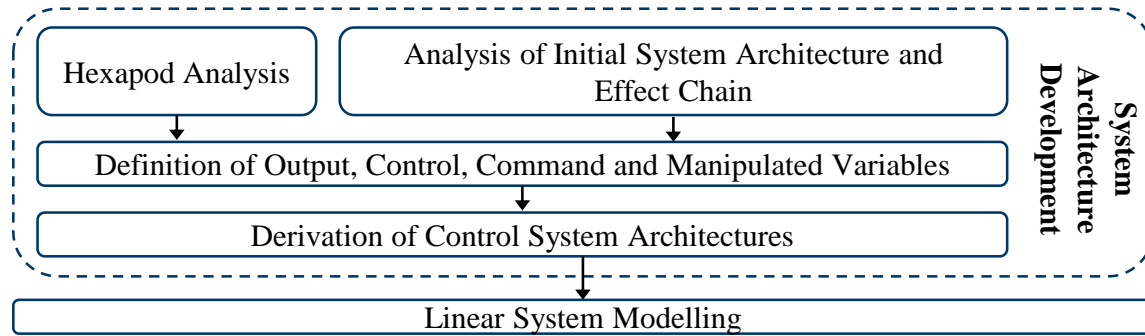 Hexapod Analysis
Analysis of Initial System Architecture and
Effect Chain
Definition of Output, Control, Command and Manipulated Variables
Derivation of Control System Architectures
System
Architecture
Development
Linear System Modelling